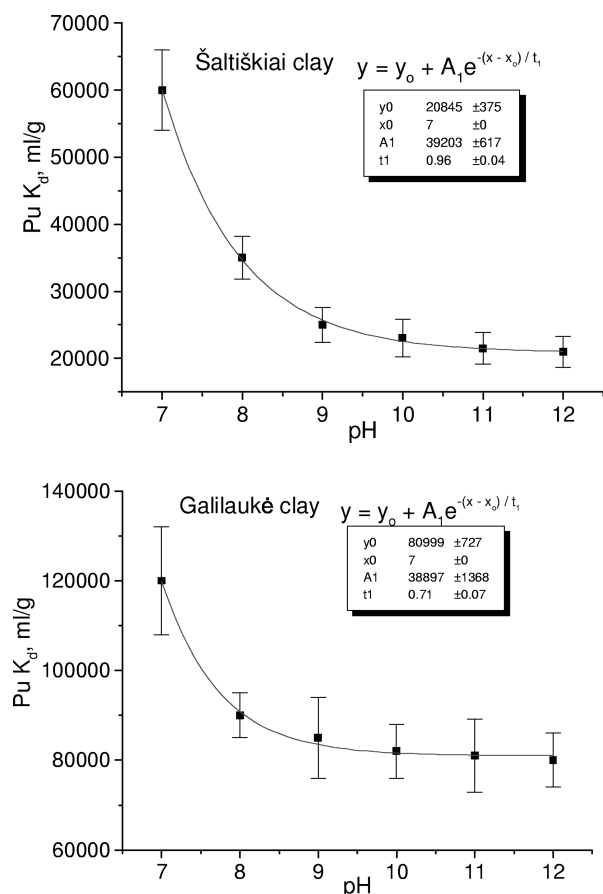 Šaltiškiai clay y = yo + A1e-(x - xo) / t1
y0 20845 ±375
x0 7 ±0
A1 39203 ±617
t1 0.96 ±0.04
Pu Kd, ml/g
60000
50000
40000
30000
20000
7 8 9 10 11 12
pH
Galilaukė clay y = yo + A1e-(x - xo) / t1
y0 80999 ±727
x0 7 ±0
A1 38897 ±1368
t1 0.71 ±0.07
Pu Kd, ml/g
140000
120000
100000
80000
60000
7 8 9 10 11 12
pH